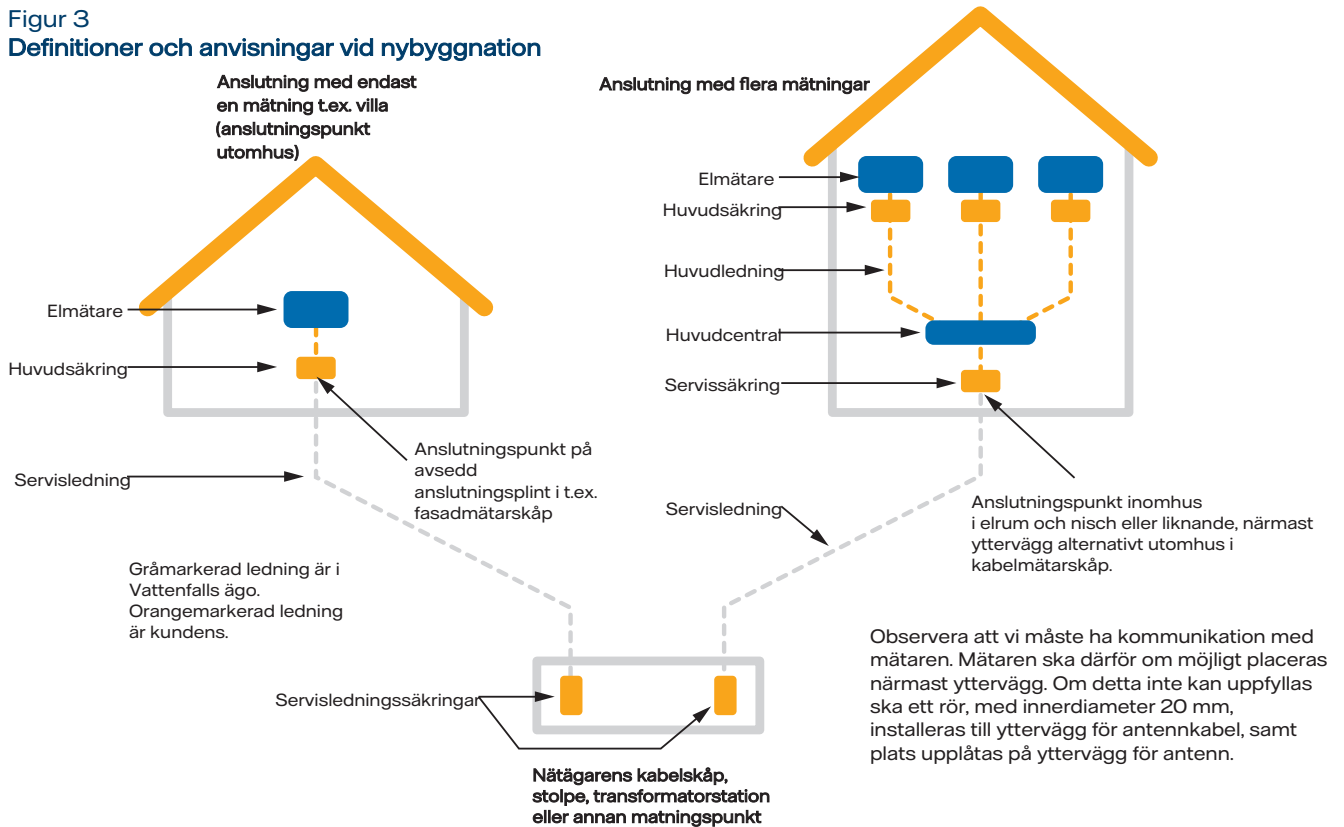 Figur 3
Definitioner och anvisningar vid nybyggnation
Anslutning med endast
en mätning t.ex. villa
(anslutningspunkt
utomhus)
Elmätare
Huvudsäkring
Servisledning
Anslutningspunkt på
avsedd
anslutningsplint i t.ex.
fasadmätarskåp
Gråmarkerad ledning är i
Vattenfalls ägo.
Orangemarkerad ledning
är kundens.
Anslutning med flera mätningar
Elmätare
Huvudsäkring
Huvudledning
Huvudcentral
Servissäkring
Servisledning
Anslutningspunkt inomhus
i elrum och nisch eller liknande, närmast
yttervägg alternativt utomhus i
kabelmätarskåp.
Servisledningssäkringar
Nätägarens kabelskåp,
stolpe, transformatorstation
eller annan matningspunkt
Observera att vi måste ha kommunikation med
mätaren. Mätaren ska därför om möjligt placeras
närmast yttervägg. Om detta inte kan uppfyllas
ska ett rör, med innerdiameter 20 mm,
installeras till yttervägg för antennkabel, samt
plats upplåtas på yttervägg för antenn.